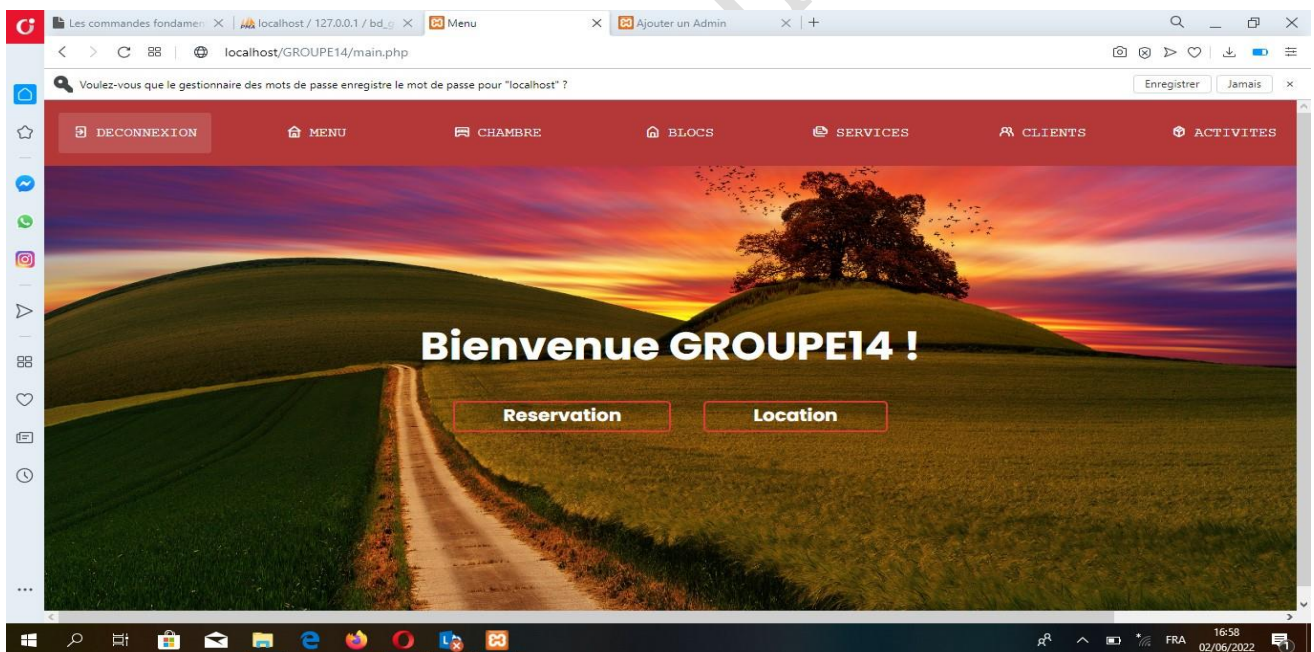 Les commandes fondamen
localhost / 127.0.0.1 / bd_g
Menu
Ajouter un Admin
localhost/GROUPE14/main.php
Voulez-vous que le gestionnaire des mots de passe enregistre le mot de passe pour "localhost" ?
Enregistrer
Jamais
DECONNEXION
MENU
CHAMBRE
BLOCS
SERVICES
CLIENTS
ACTIVITES
Bienvenue GROUPE14 !
Reservation
Location
FRA
16:58
02/06/2022